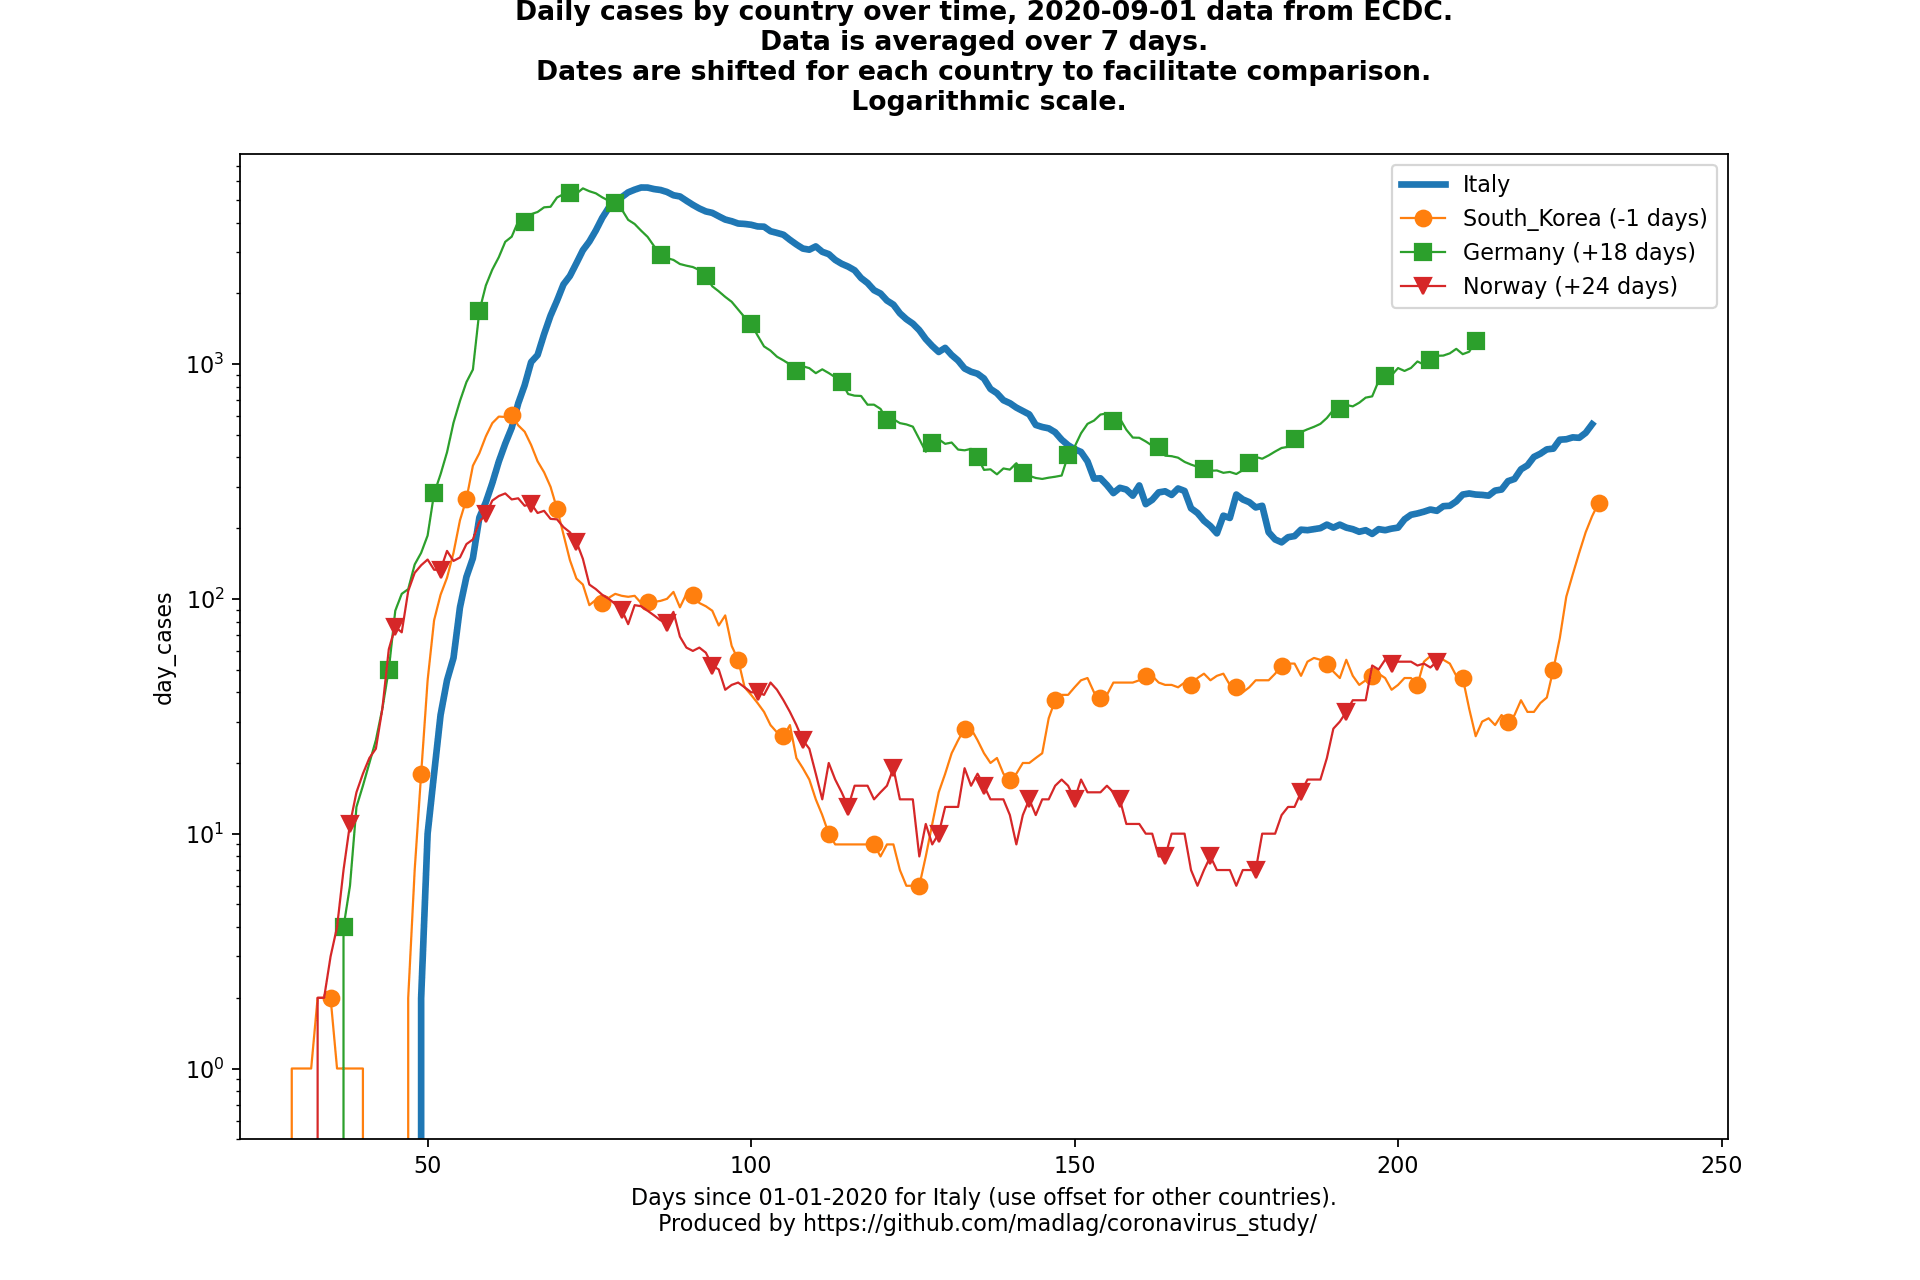 Daily cases by country over time, 2020-09-01 data from ECDC.
Data is averaged over 7 days.
Dates are shifted for each country to facilitate comparison.
Logarithmic scale.
Italy
South_Korea (-1 days)
Germany (+18 days)
Norway (+24 days)
day_cases
10³
10²
10¹
10⁰
50 100 150 200 250
Days since 01-01-2020 for Italy (use offset for other countries).
Produced by https://github.com/madlag/coronavirus_study/